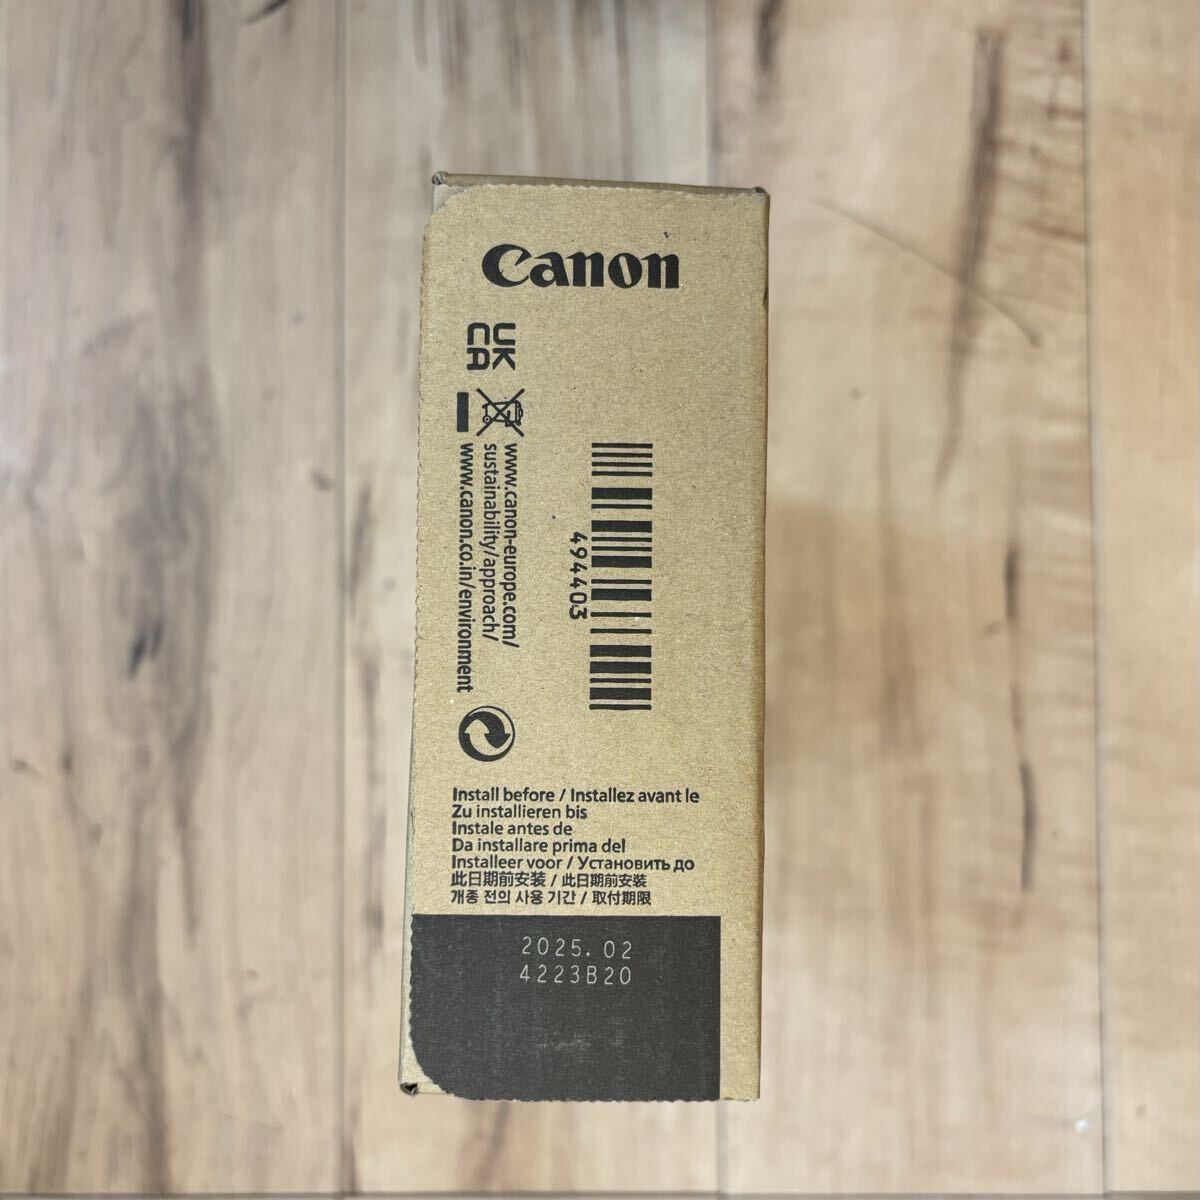 Canon
UK
CA
www.canon-europe.com/
sustainability/approach/
www.canon.co.in/environment
494403
Install before / Installez avant le
Zu installieren bis
Instale antes de
Da installare prima del
Installeer voor / Установить до
此日期前安装 / 此日期前安裝
개종 전의 사용 기간 / 取付期限
2025. 02
4223B20